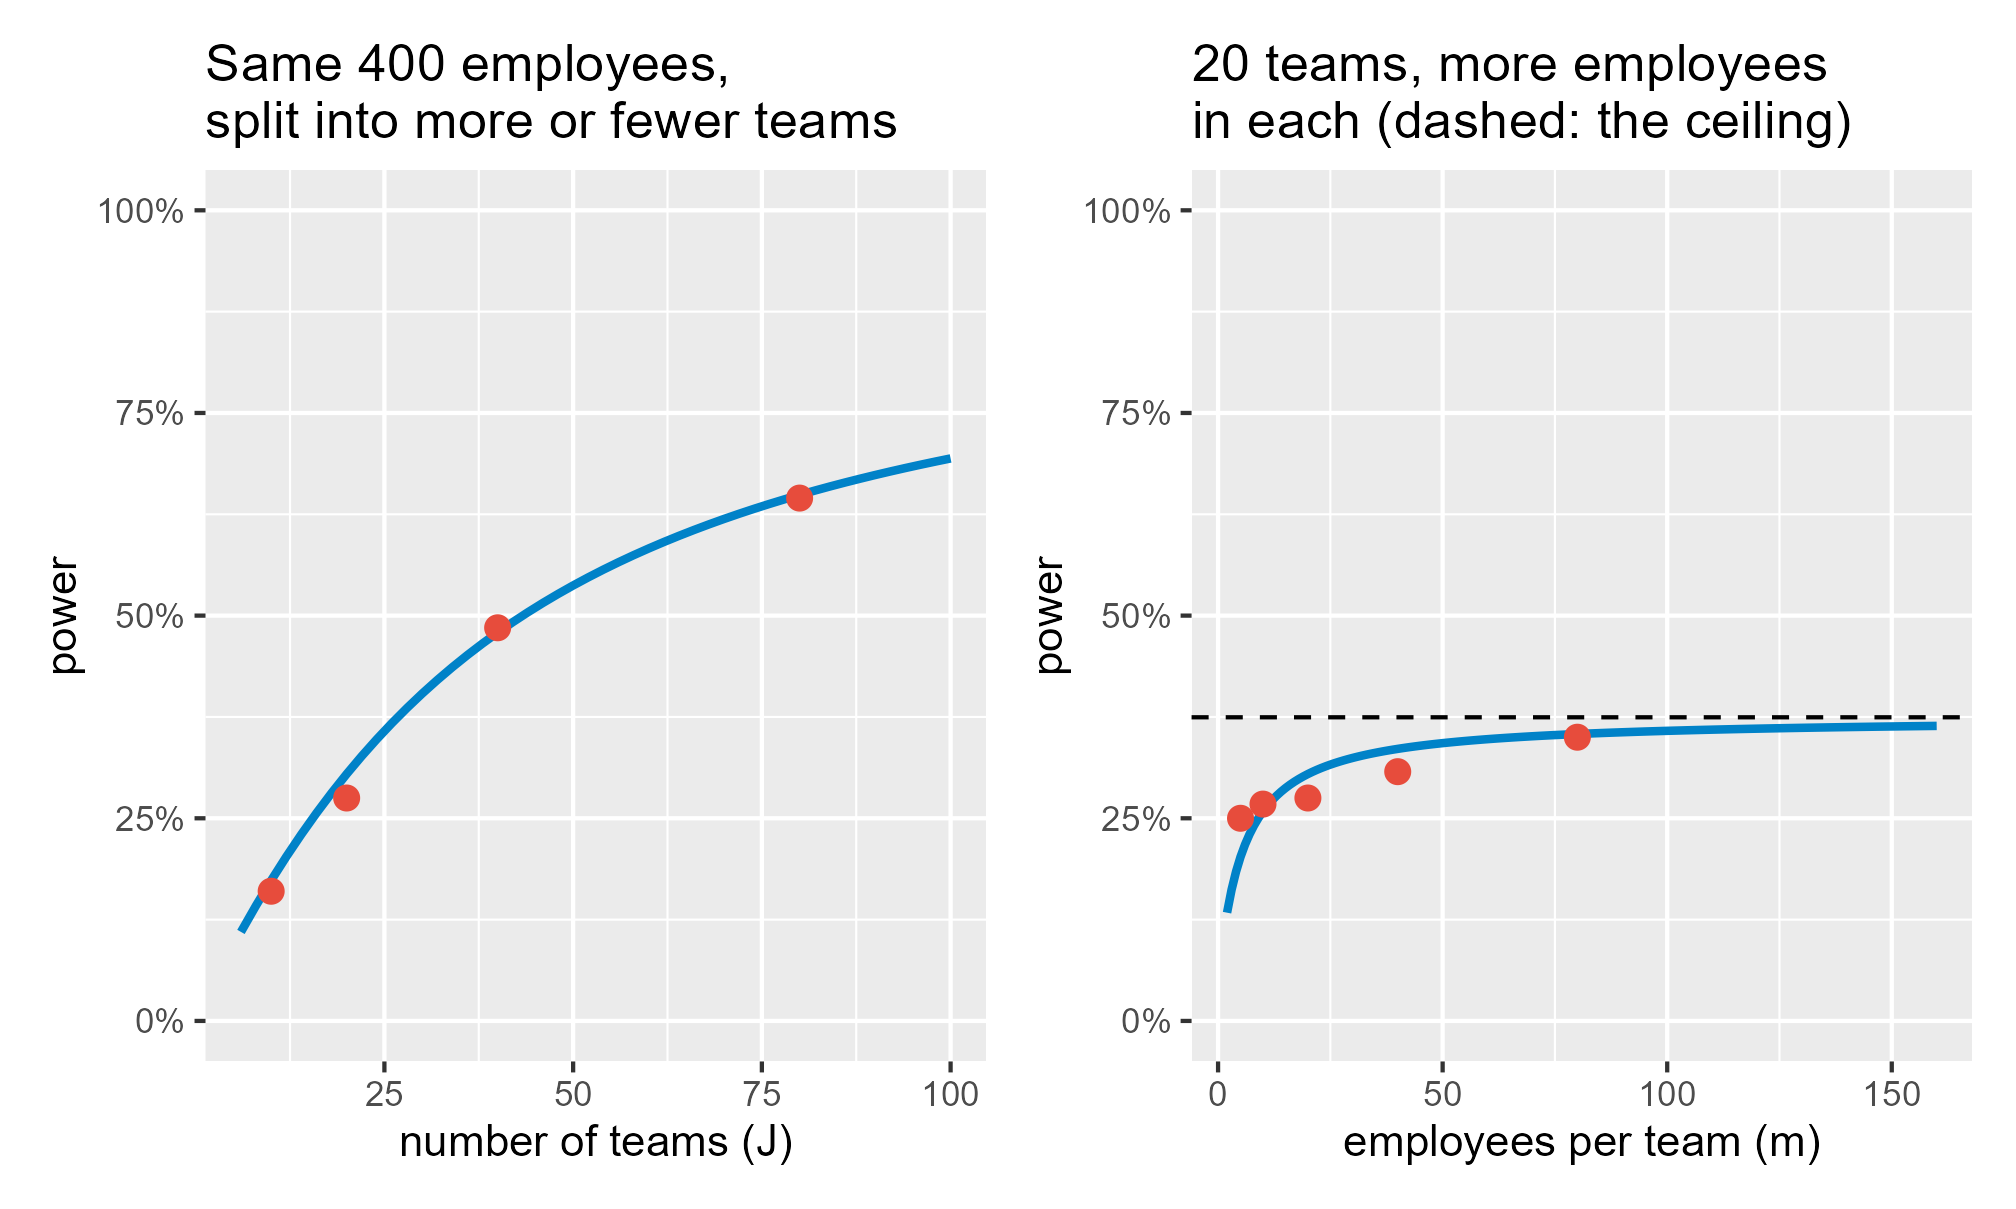 Same 400 employees,
split into more or fewer teams
100%
75%
50%
25%
0%
power
25 50 75 100
number of teams (J)
20 teams, more employees
in each (dashed: the ceiling)
100%
75%
50%
25%
0%
power
0 50 100 150
employees per team (m)